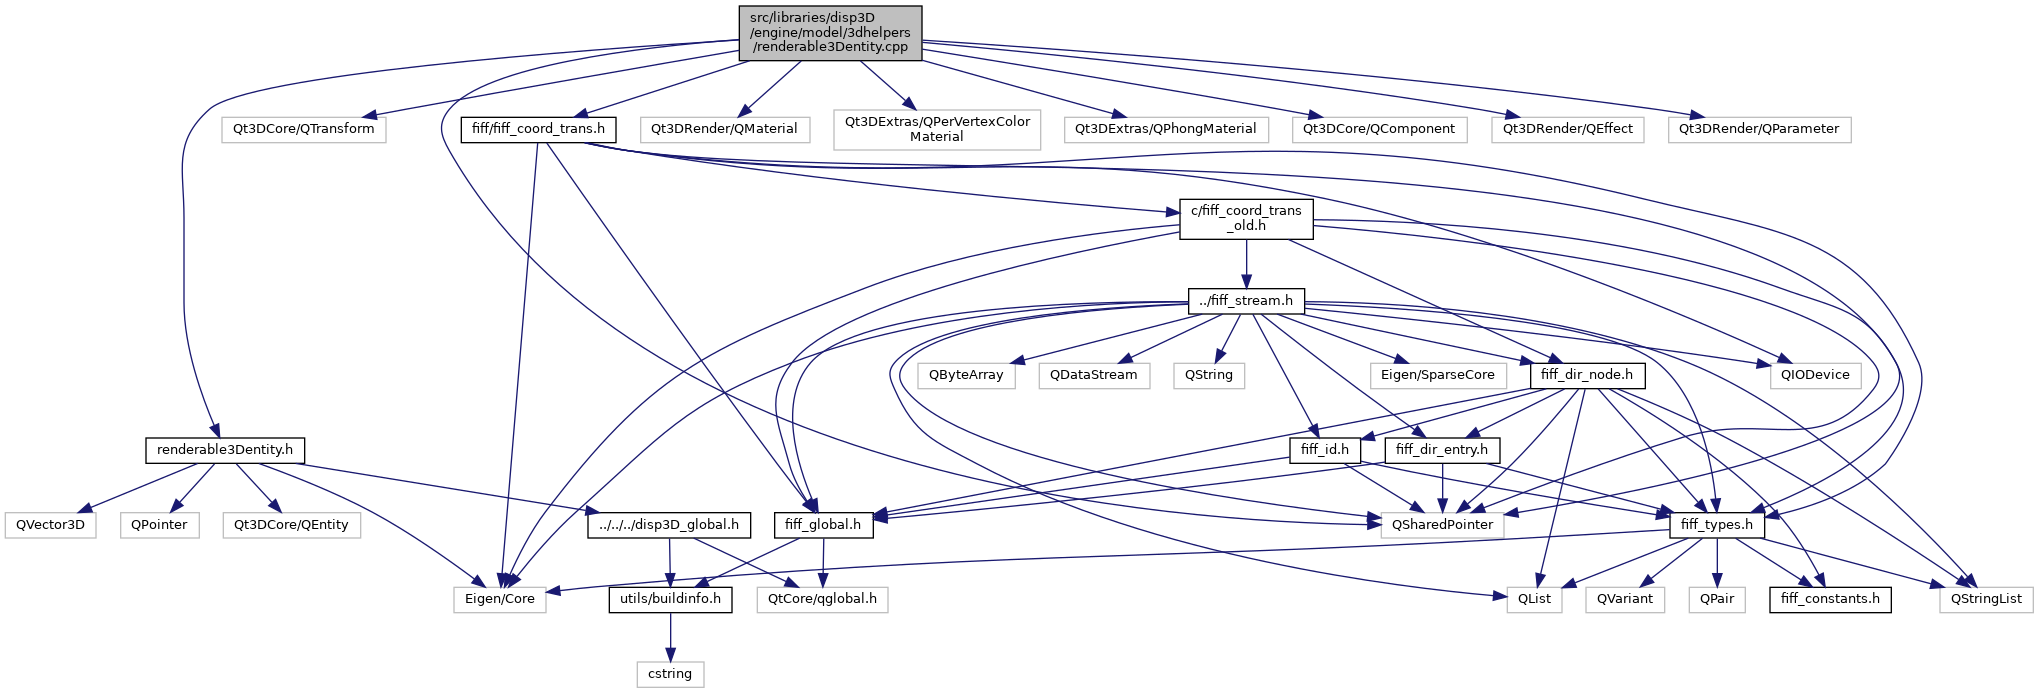 src/libraries/disp3D
/engine/model/3dhelpers
/renderable3Dentity.cpp
Qt3DCore/QTransform
fiff/fiff_coord_trans.h
Qt3DRender/QMaterial
Qt3DExtras/QPerVertexColor
Material
Qt3DExtras/QPhongMaterial
Qt3DCore/QComponent
Qt3DRender/QEffect
Qt3DRender/QParameter
c/fiff_coord_trans
_old.h
../fiff_stream.h
QByteArray
QDataStream
QString
Eigen/SparseCore
fiff_dir_node.h
QIODevice
renderable3Dentity.h
fiff_id.h
fiff_dir_entry.h
QVector3D
QPointer
Qt3DCore/QEntity
../../../disp3D_global.h
fiff_global.h
QSharedPointer
fiff_types.h
Eigen/Core
utils/buildinfo.h
QtCore/qglobal.h
QList
QVariant
QPair
fiff_constants.h
QStringList
cstring